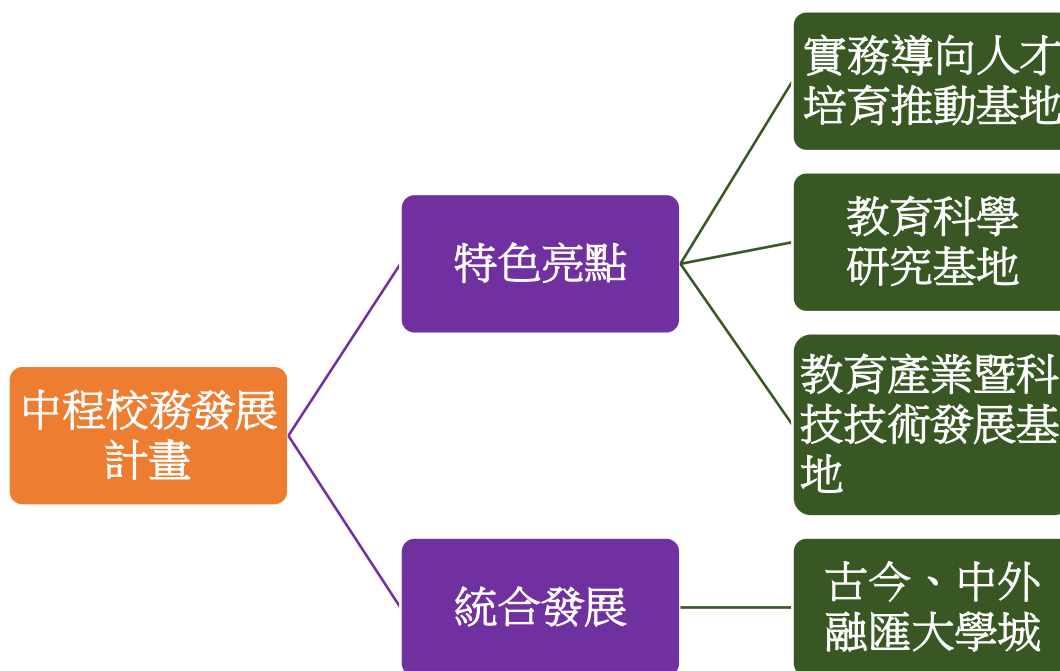 中程校務發展
計畫
特色亮點
實務導向人才
培育推動基地
教育科學
研究基地
教育產業暨科
技技術發展基
地
統合發展
古今、中外
融匯大學城